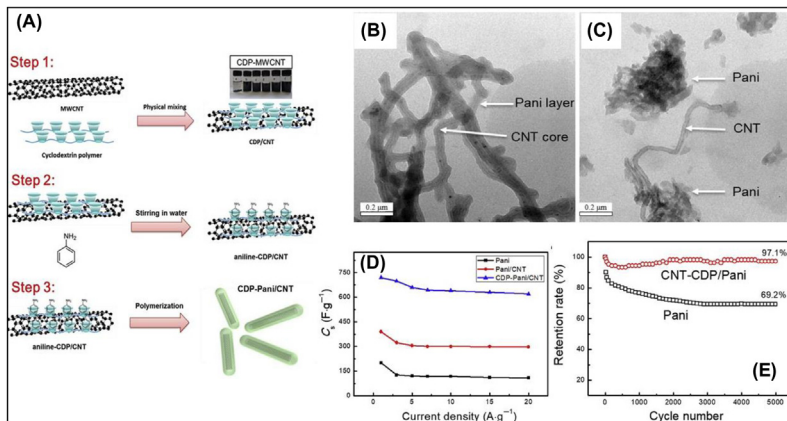 (A)
Step 1:
MWCNT
Cyclodextrin polymer
Physical mixing
CDP-MWCNT
CDP/CNT
Step 2:
NH2
Stirring in water
aniline-CDP/CNT
Step 3:
aniline-CDP/CNT
Polymerization
CDP-Pani/CNT
(B)
Pani layer
CNT core
0.2 μm
(C)
Pani
CNT
Pani
0.2 μm
(D)
Pani
Pani/CNT
CDP-Pani/CNT
Cs (F·g⁻¹)
750
600
450
300
150
0 5 10 15 20
Current density (A·g⁻¹)
(E)
97.1%
CNT-CDP/Pani
69.2%
Pani
Retention rate (%)
100
80
60
40
20
0 1000 2000 3000 4000 5000
Cycle number